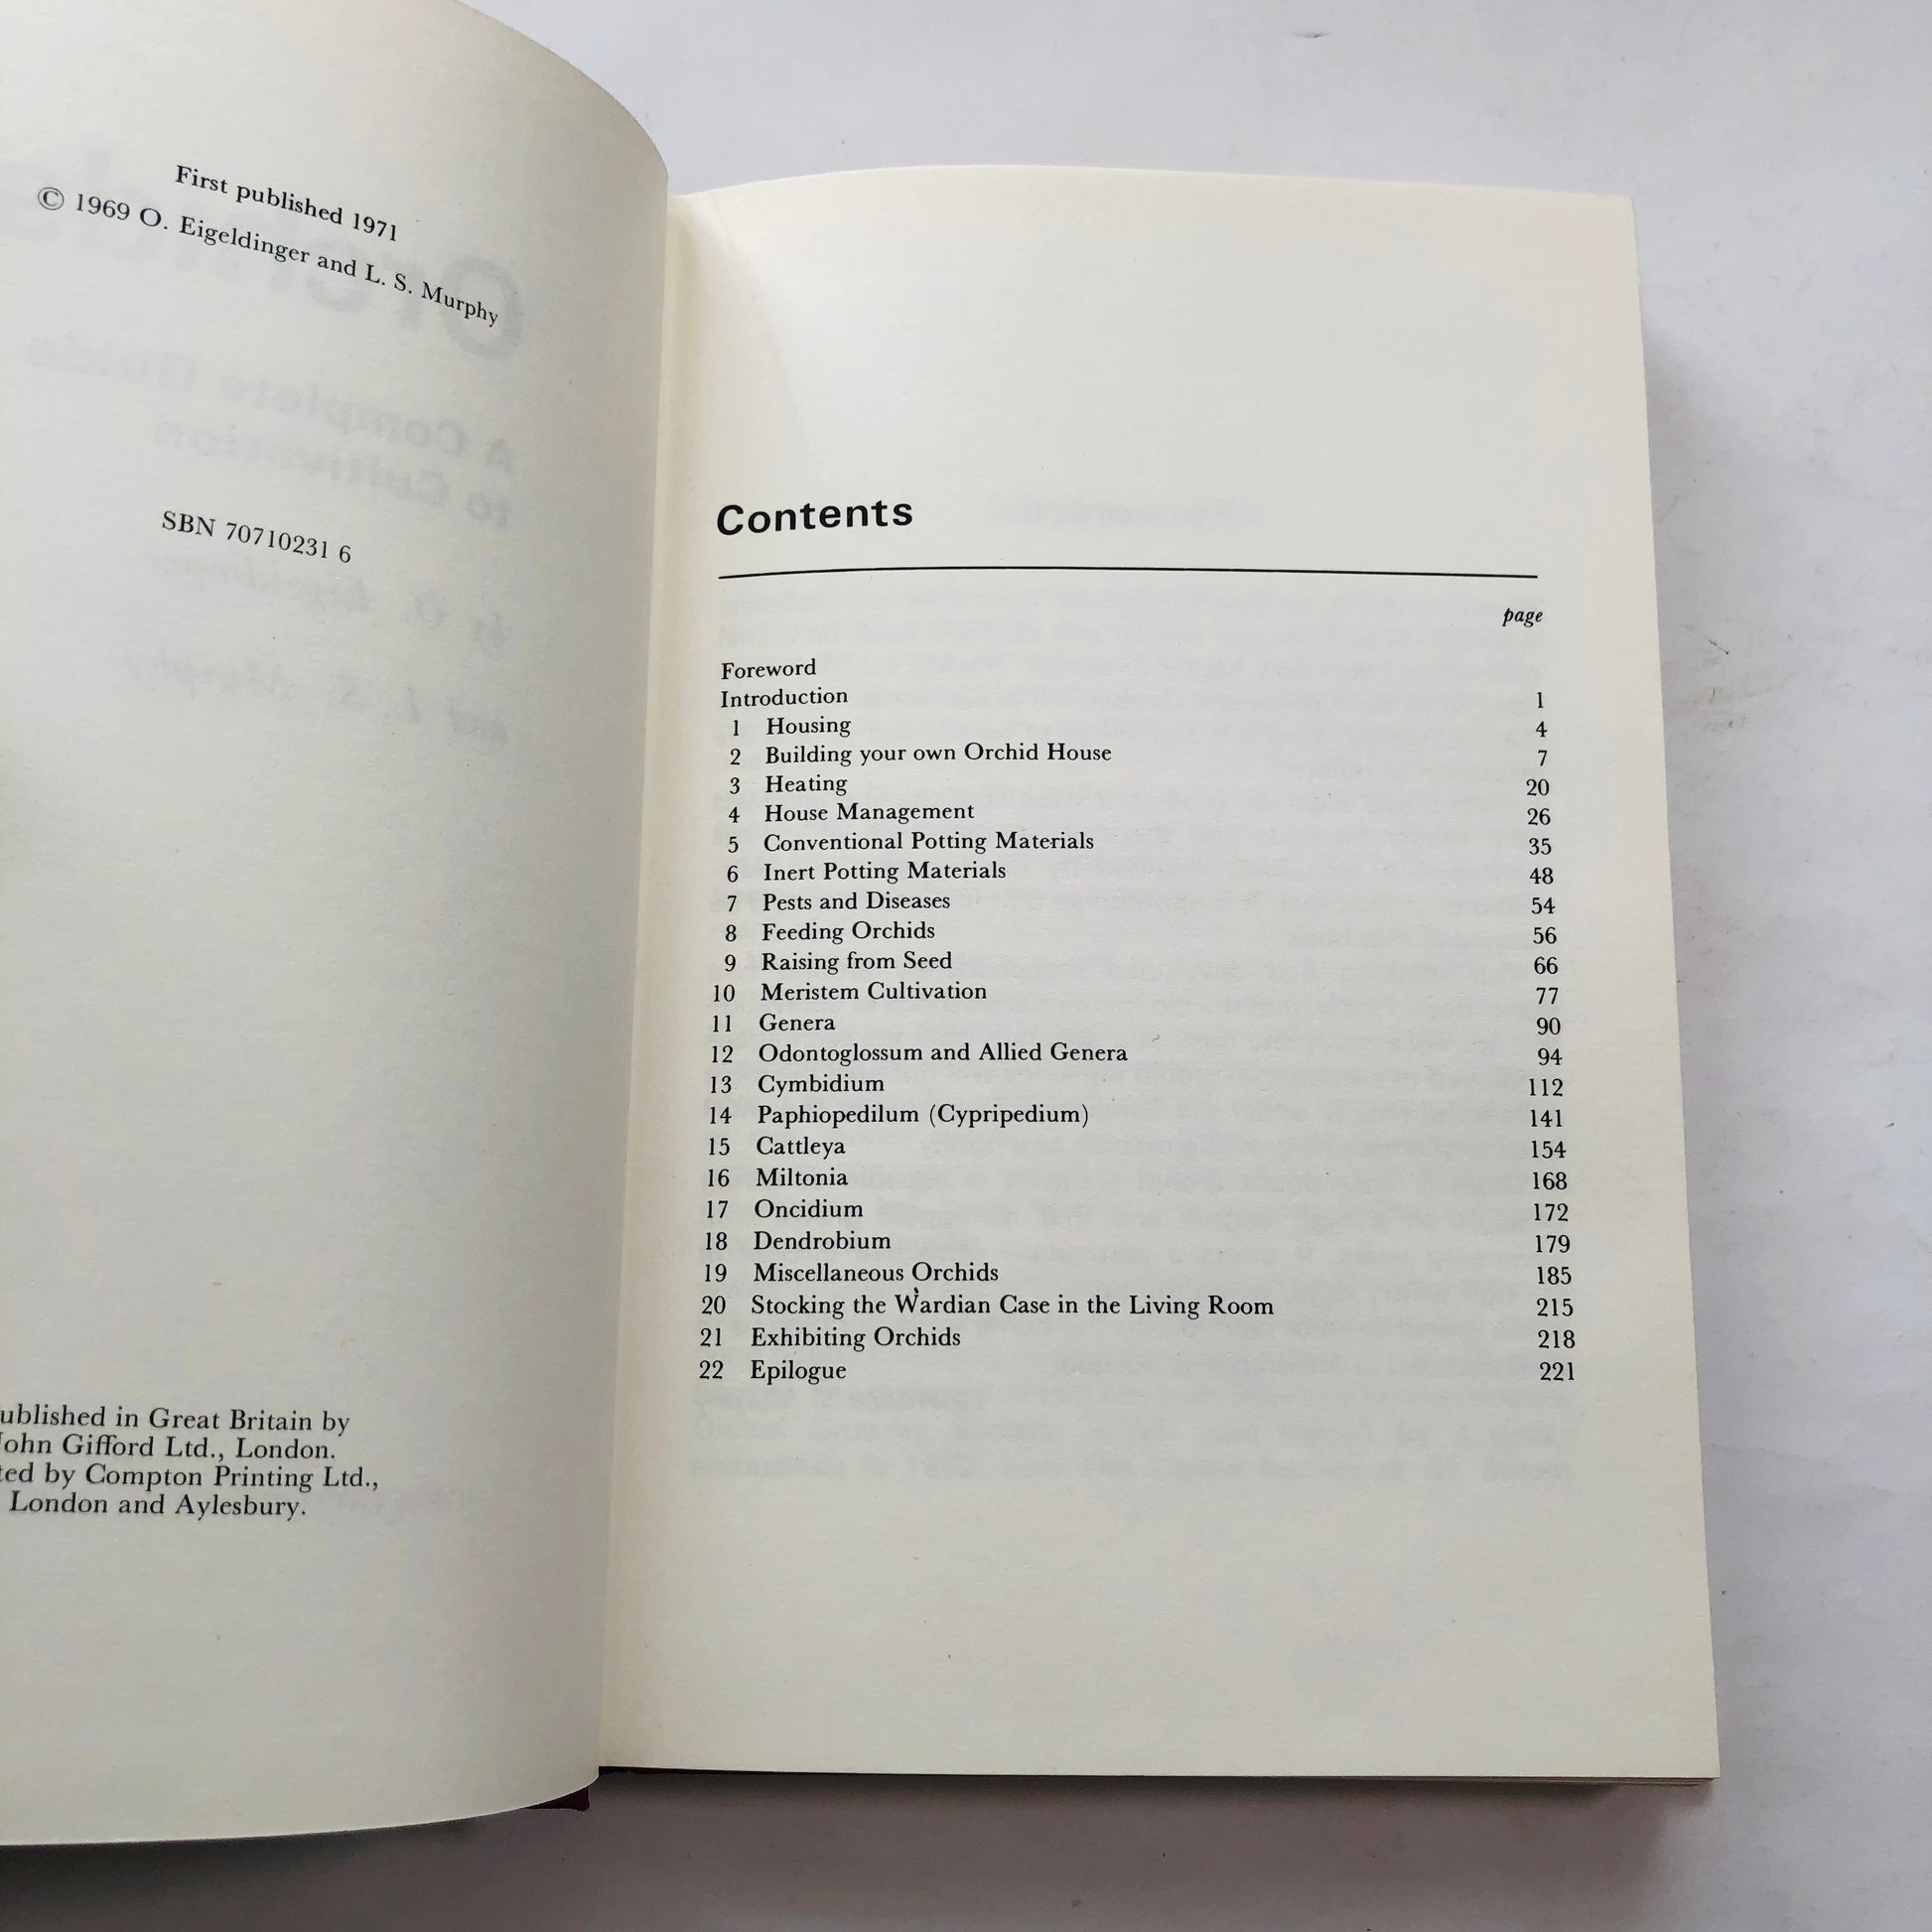 First published 1971
© 1969 O. Eigeldinger and L. S. Murphy
SBN 70710231 6
ublished in Great Britain by
John Gifford Ltd., London.
ted by Compton Printing Ltd.,
London and Aylesbury.
Contents
page
Foreword
Introduction 1
1 Housing 4
2 Building your own Orchid House 7
3 Heating 20
4 House Management 26
5 Conventional Potting Materials 35
6 Inert Potting Materials 48
7 Pests and Diseases 54
8 Feeding Orchids 56
9 Raising from Seed 66
10 Meristem Cultivation 77
11 Genera 90
12 Odontoglossum and Allied Genera 94
13 Cymbidium 112
14 Paphiopedilum (Cypripedium) 141
15 Cattleya 154
16 Miltonia 168
17 Oncidium 172
18 Dendrobium 179
19 Miscellaneous Orchids 185
20 Stocking the Wardian Case in the Living Room 215
21 Exhibiting Orchids 218
22 Epilogue 221